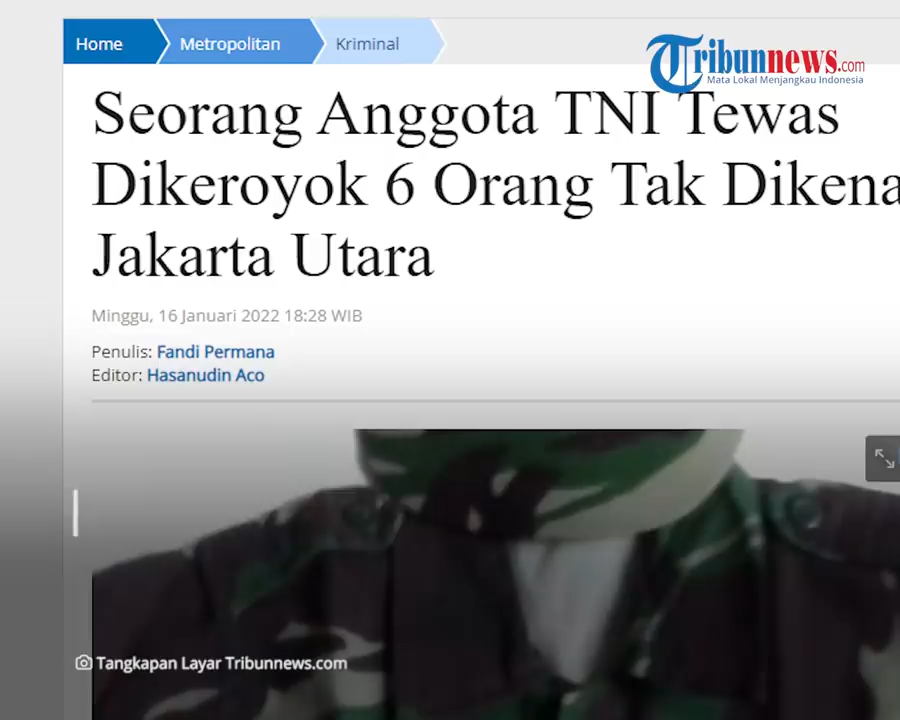 Home Metropolitan Kriminal
Tribunnews.com
Mata Lokal Menjangkau Indonesia
Seorang Anggota TNI Tewas
Dikeroyok 6 Orang Tak Dikena
Jakarta Utara
Minggu, 16 Januari 2022 18:28 WIB
Penulis: Fandi Permana
Editor: Hasanudin Aco
Tangkapan Layar Tribunnews.com